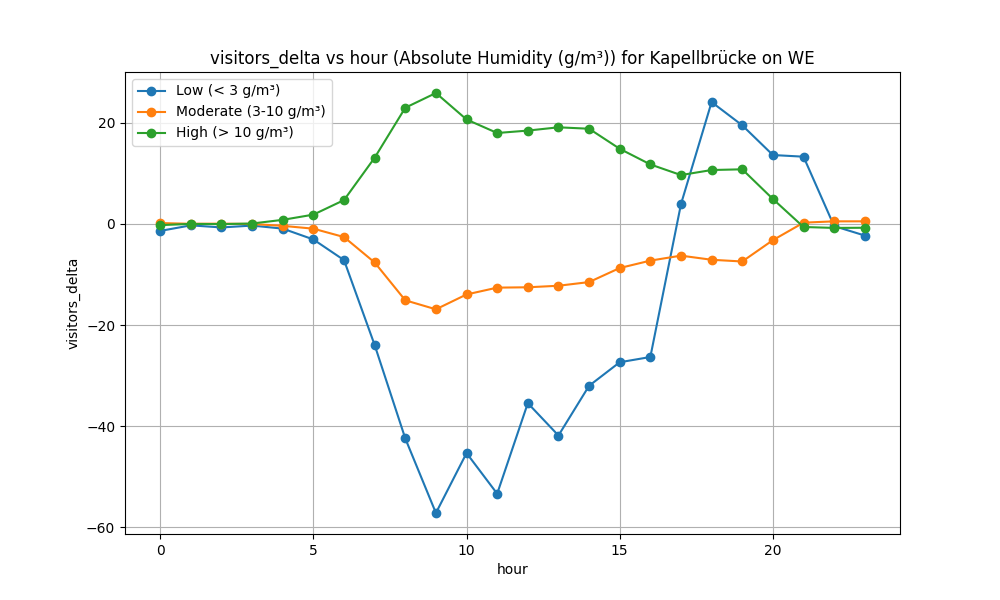 visitors_delta vs hour (Absolute Humidity (g/m³)) for Kapellbrücke on WE
Low (< 3 g/m³)
Moderate (3-10 g/m³)
High (> 10 g/m³)
visitors_delta
20
0
−20
−40
−60
0 5 10 15 20
hour